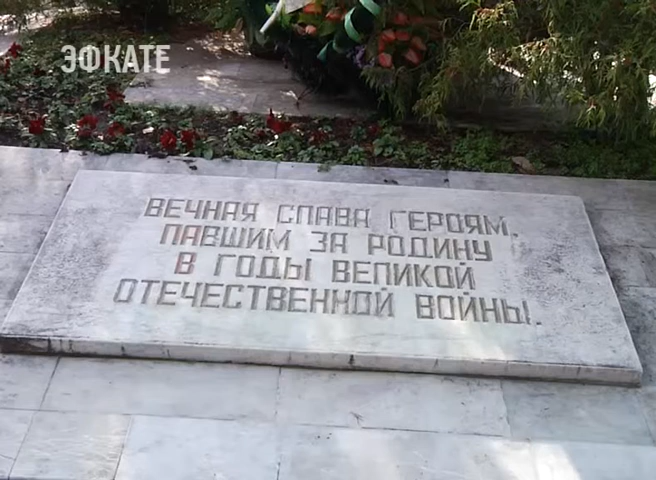 ЭФКАТЕ
ВЕЧНАЯ СЛАВА ГЕРОЯМ,
ПАВШИМ ЗА РОДИНУ
В ГОДЫ ВЕЛИКОЙ
ОТЕЧЕСТВЕННОЙ ВОЙНЫ.